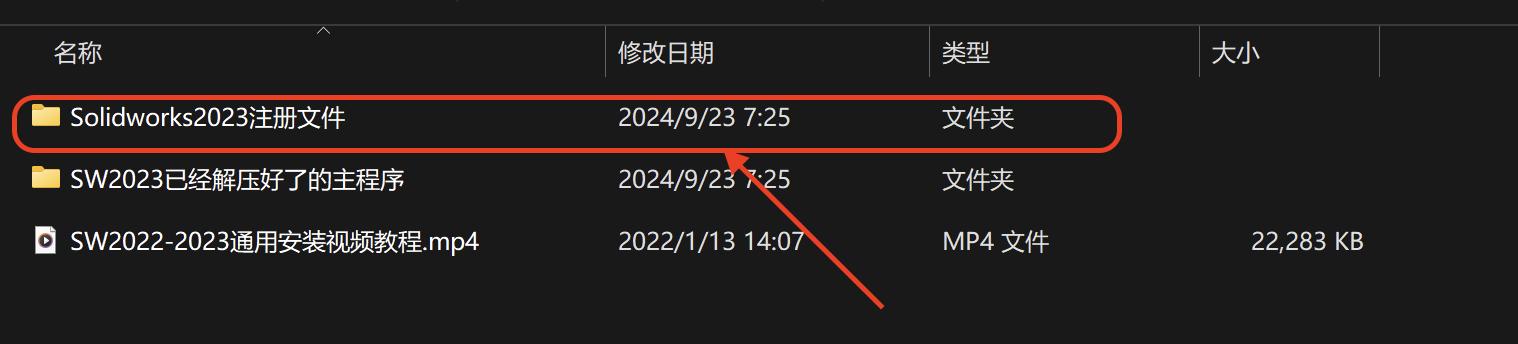 名称 修改日期 类型 大小
Solidworks2023注册文件 2024/9/23 7:25 文件夹
SW2023已经解压好了的主程序 2024/9/23 7:25 文件夹
SW2022-2023通用安装视频教程.mp4 2022/1/13 14:07 MP4 文件 22,283 KB